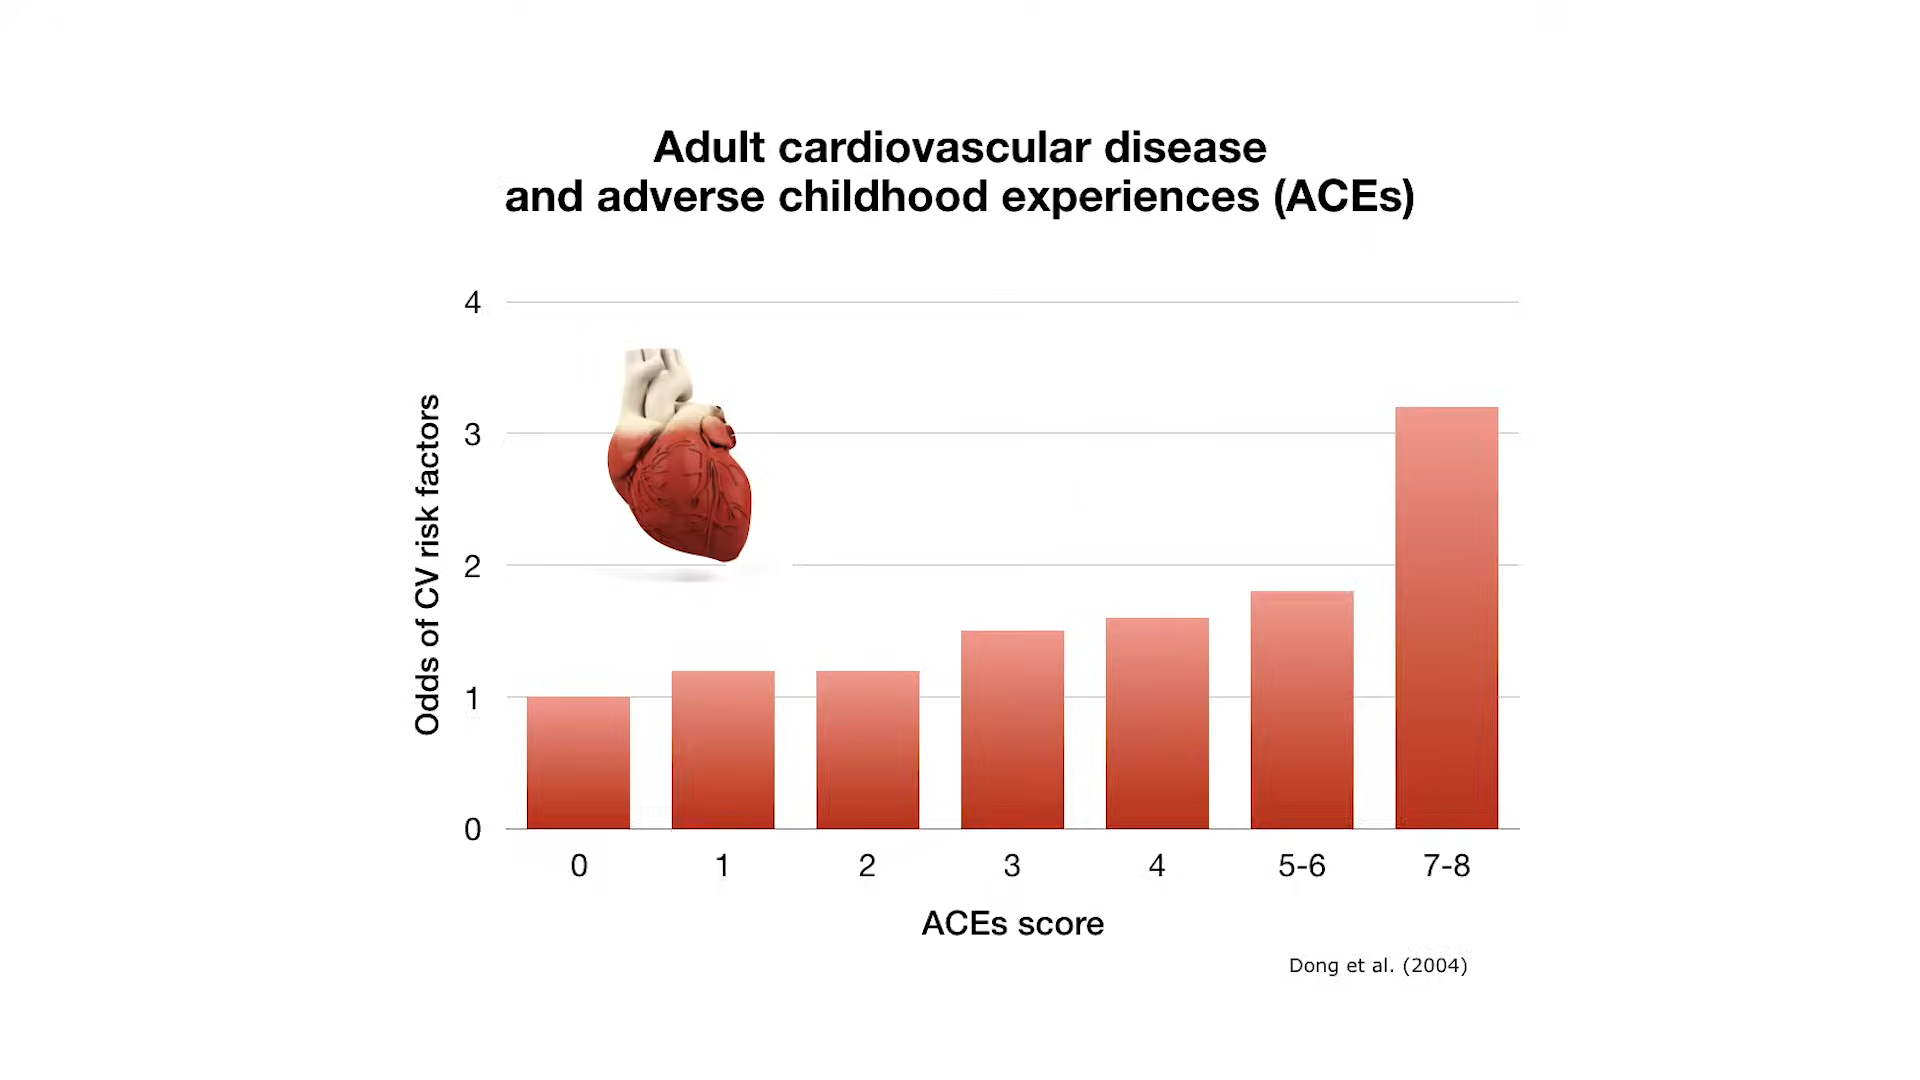 Adult cardiovascular disease
and adverse childhood experiences (ACEs)
Odds of CV risk factors
4
3
2
1
0
0 1 2 3 4 5-6 7-8
ACEs score
Dong et al. (2004)